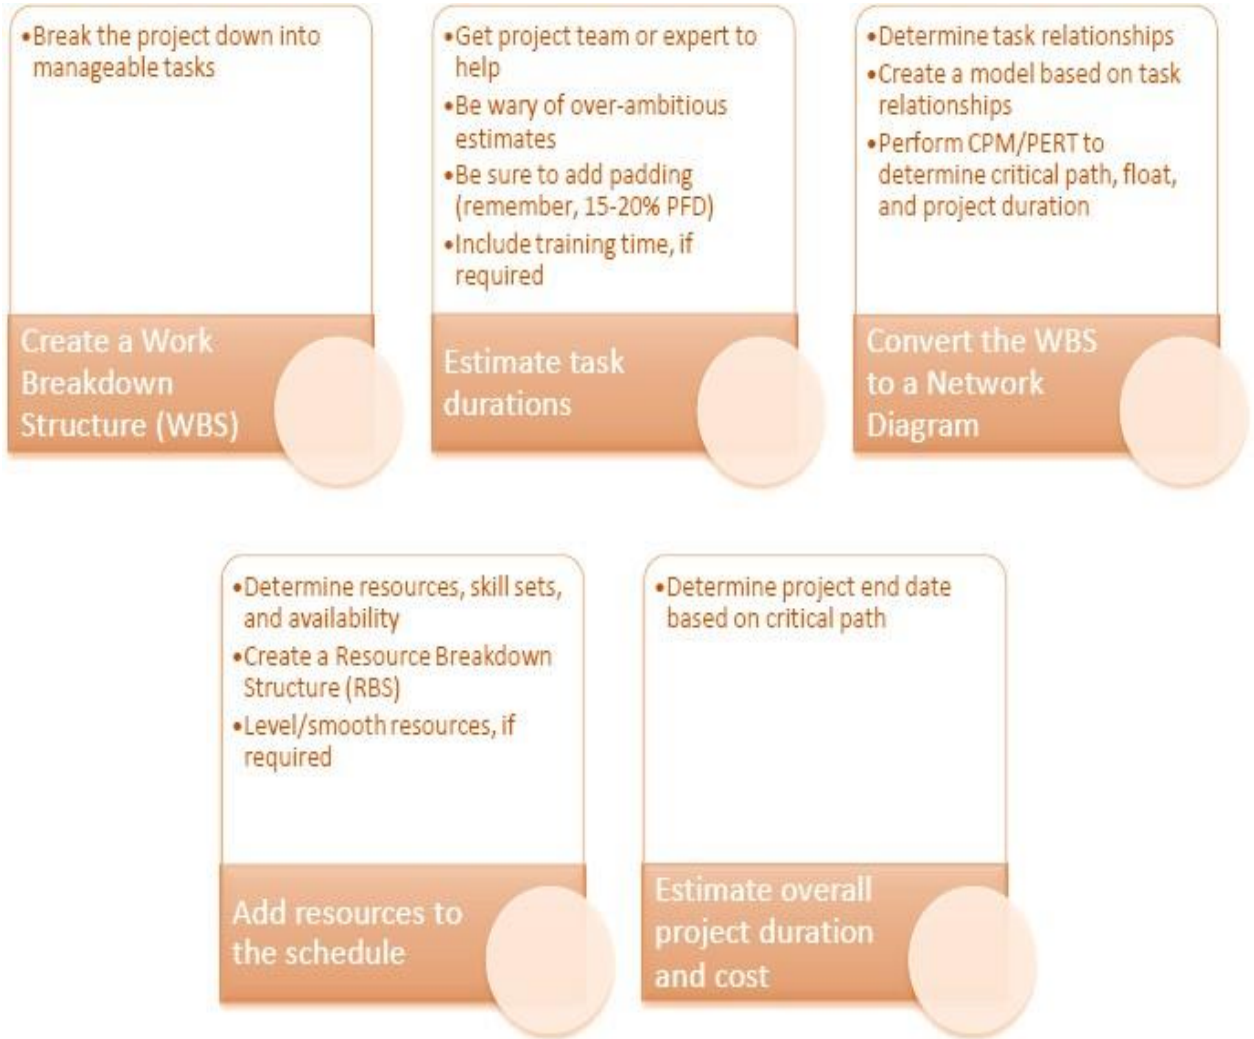 •Break the project down into
manageable tasks
Create a Work
Breakdown
Structure (WBS)
•Get project team or expert to
help
•Be wary of over-ambitious
estimates
•Be sure to add padding
(remember, 15-20% PFD)
•Include training time, if
required
Estimate task
durations
•Determine task relationships
•Create a model based on task
relationships
•Perform CPM/PERT to
determine critical path, float,
and project duration
Convert the WBS
to a Network
Diagram
•Determine resources, skill sets,
and availability
•Create a Resource Breakdown
Structure (RBS)
•Level/smooth resources, if
required
Add resources to
the schedule
•Determine project end date
based on critical path
Estimate overall
project duration
and cost